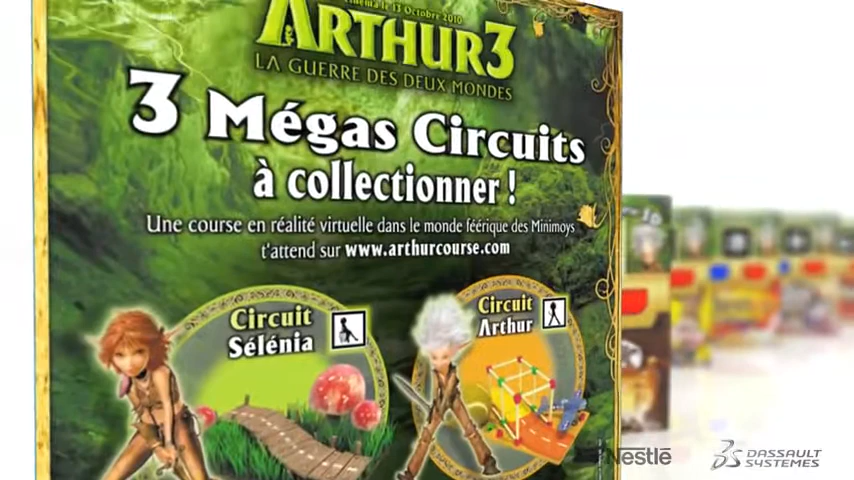 cinéma le 13 Octobre 2010
ARTHUR3
LA GUERRE DES DEUX MONDES
3 Mégas Circuits
à collectionner !
Une course en réalité virtuelle dans le monde féérique des Minimoys
t'attend sur www.arthurcourse.com
Circuit
Sélénia
Circuit
Arthur
Nestlé
DASSAULT
SYSTEMES